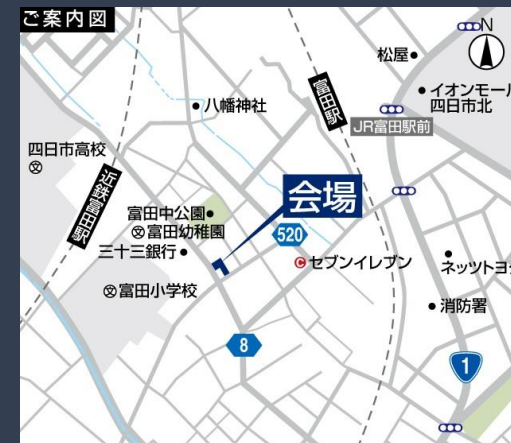 ご案内図
N
松屋
富田駅
イオンモール
四日市北
JR富田駅前
八幡神社
四日市高校
近鉄富田駅
富田中公園
富田幼稚園
三十三銀行
会場
520
セブンイレブン
ネッツトヨ
富田小学校
消防署
8
1